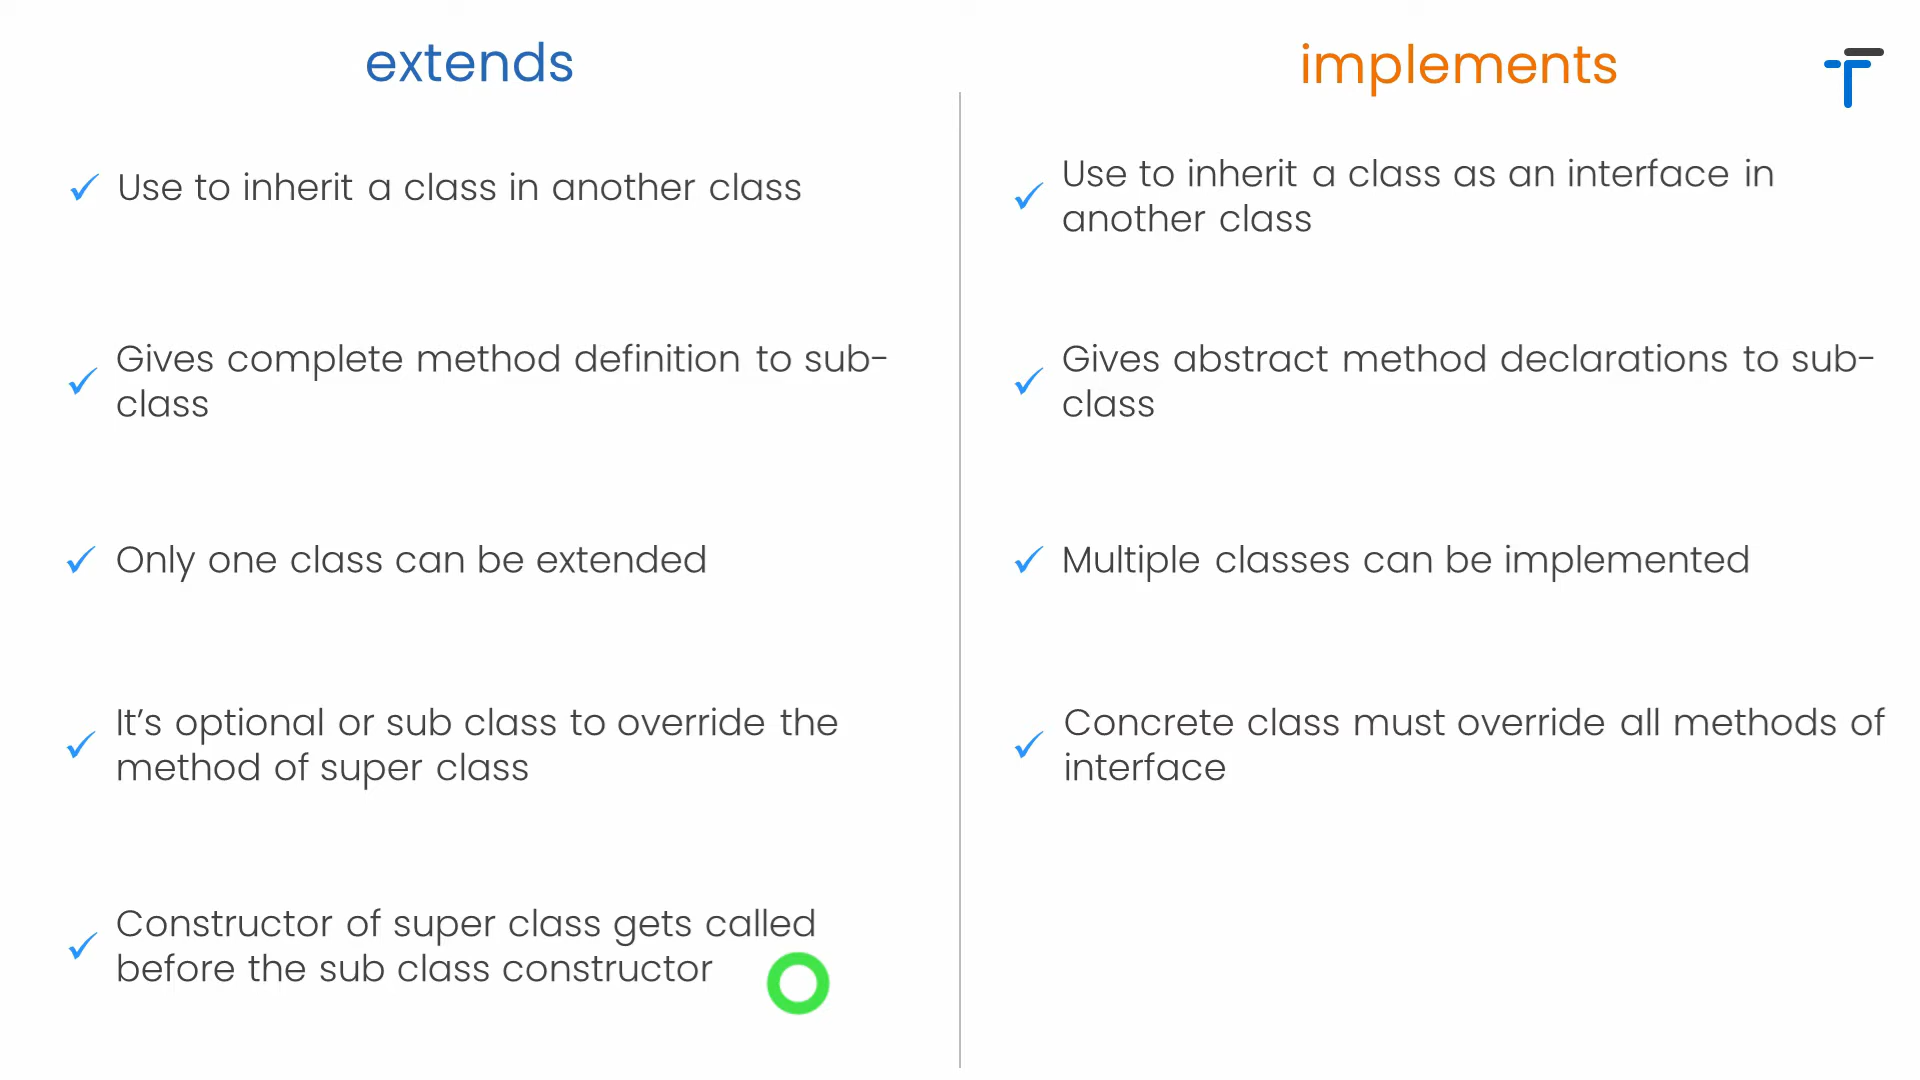 extends
Use to inherit a class in another class
Gives complete method definition to sub-
class
Only one class can be extended
It's optional or sub class to override the
method of super class
Constructor of super class gets called
before the sub class constructor
implements
Use to inherit a class as an interface in
another class
Gives abstract method declarations to sub-
class
Multiple classes can be implemented
Concrete class must override all methods of
interface